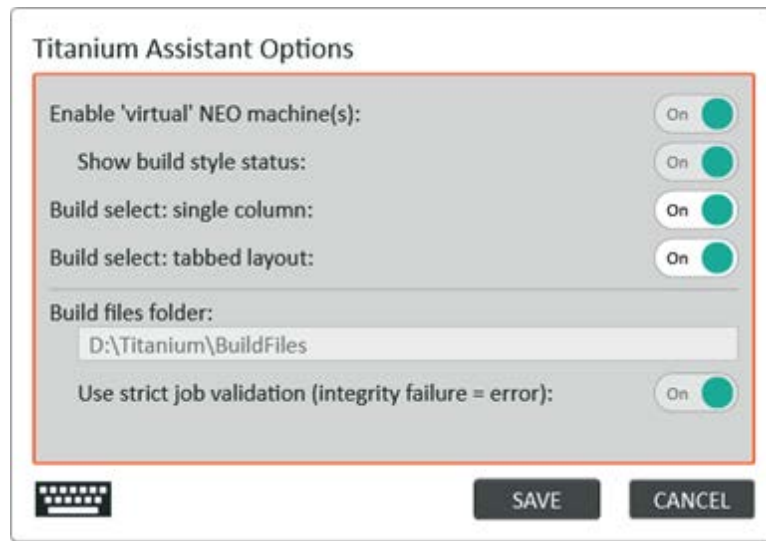 Titanium Assistant Options
Enable 'virtual' NEO machine(s): On
Show build style status: On
Build select: single column: On
Build select: tabbed layout: On
Build files folder:
D:\Titanium\BuildFiles
Use strict job validation (integrity failure = error): On
SAVE CANCEL